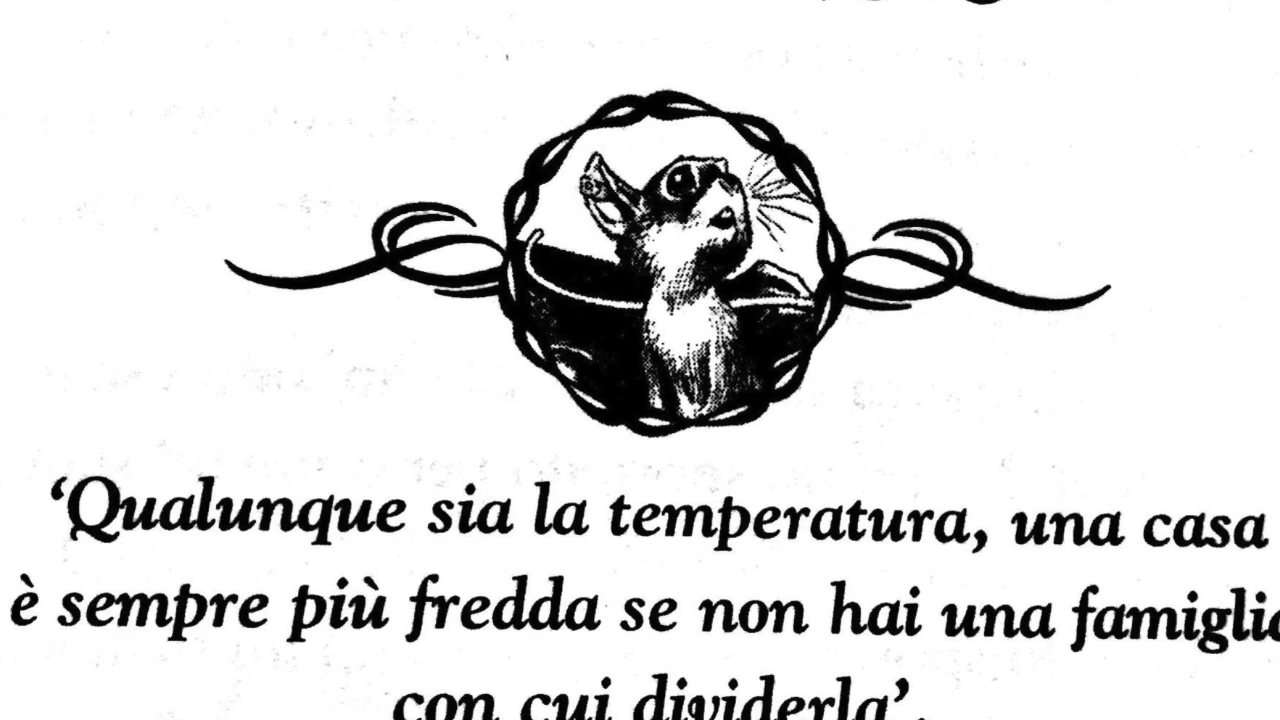 ‘Qualunque sia la temperatura, una casa
è sempre più fredda se non hai una famiglia
con cui dividerla’.